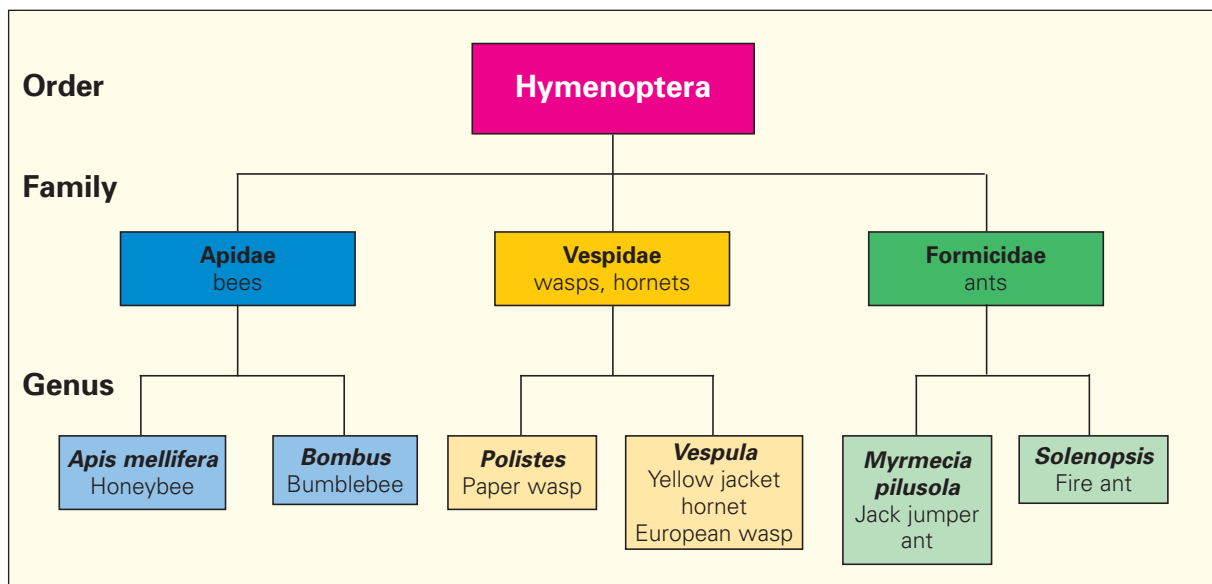 Order
Hymenoptera
Family
Apidae
bees
Vespidae
wasps, hornets
Formicidae
ants
Genus
Apis mellifera
Honeybee
Bombus
Bumblebee
Polistes
Paper wasp
Vespula
Yellow jacket
hornet
European wasp
Myrmecia
pilusola
Jack jumper
ant
Solenopsis
Fire ant